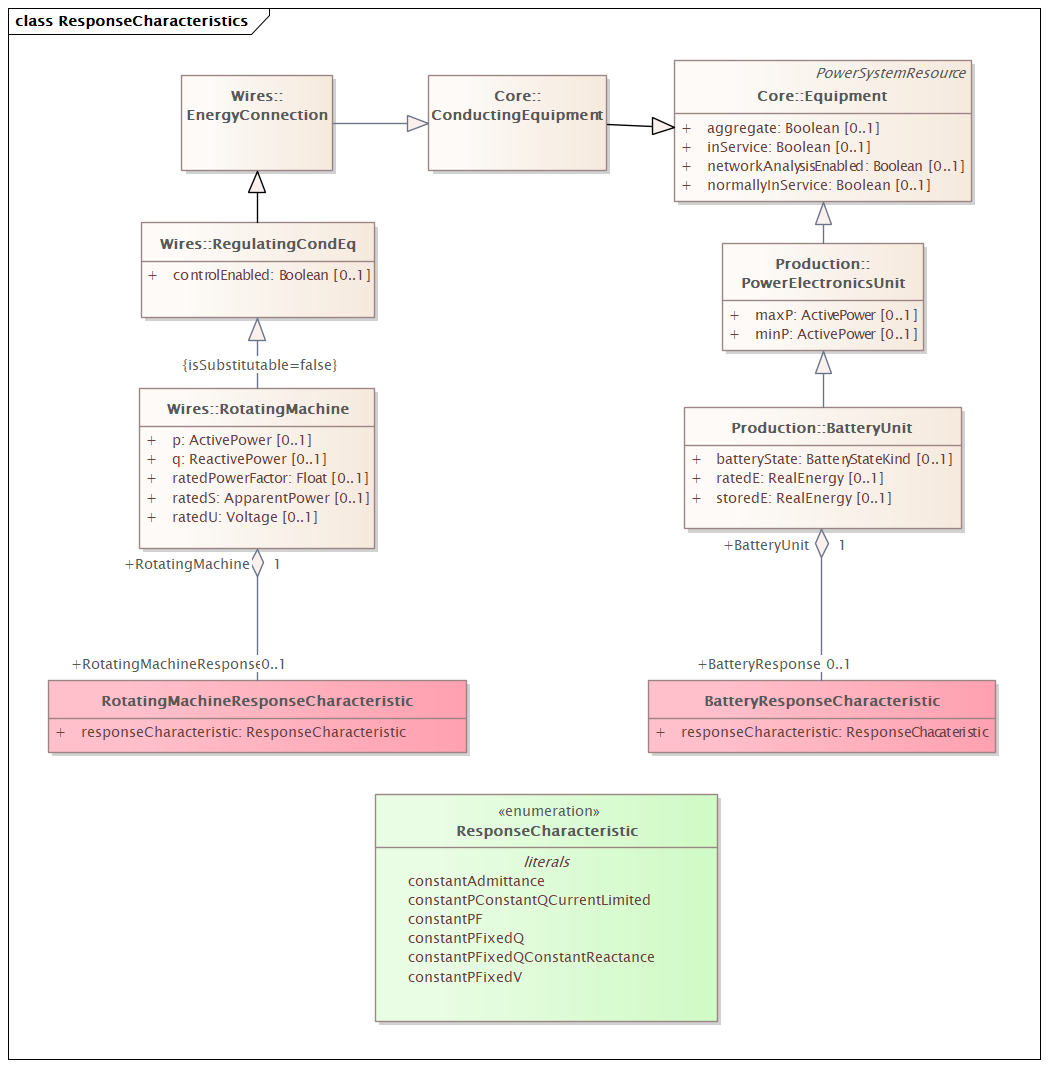 class ResponseCharacteristics
Wires::
EnergyConnection
Core::
ConductingEquipment
PowerSystemResource
Core::Equipment
+ aggregate: Boolean [0..1]
+ inService: Boolean [0..1]
+ networkAnalysisEnabled: Boolean [0..1]
+ normallyInService: Boolean [0..1]
Wires::RegulatingCondEq
+ controlEnabled: Boolean [0..1]
Production::
PowerElectronicsUnit
+ maxP: ActivePower [0..1]
+ minP: ActivePower [0..1]
{isSubstitutable=false}
Wires::RotatingMachine
+ p: ActivePower [0..1]
+ q: ReactivePower [0..1]
+ ratedPowerFactor: Float [0..1]
+ ratedS: ApparentPower [0..1]
+ ratedU: Voltage [0..1]
Production::BatteryUnit
+ batteryState: BatteryStateKind [0..1]
+ ratedE: RealEnergy [0..1]
+ storedE: RealEnergy [0..1]
+RotatingMachine 1
+BatteryUnit 1
+RotatingMachineResponse 0..1
+BatteryResponse 0..1
RotatingMachineResponseCharacteristic
+ responseCharacteristic: ResponseCharacteristic
BatteryResponseCharacteristic
+ responseCharacteristic: ResponseChacateristic
«enumeration»
ResponseCharacteristic
literals
constantAdmittance
constantPConstantQCurrentLimited
constantPF
constantPFixedQ
constantPFixedQConstantReactance
constantPFixedV